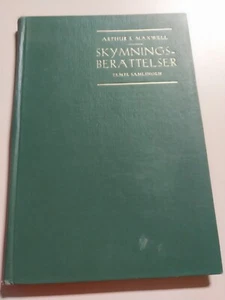 ARTHUR S. MAXWELL
SKYMNINGS-
BERÄTTELSER
SAMLINGEN